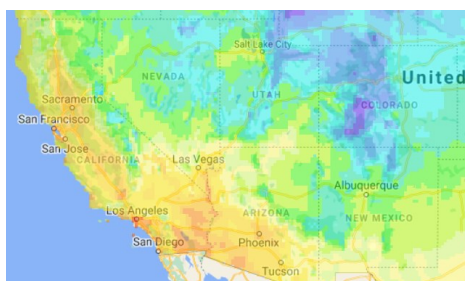 Salt Lake City
NEVADA
United
UTAH
COLORADO
Sacramento
San Francisco
San Jose
CALIFORNIA
Las Vegas
Albuquerque
Los Angeles
ARIZONA
NEW MEXICO
San Diego
Phoenix
Tucson